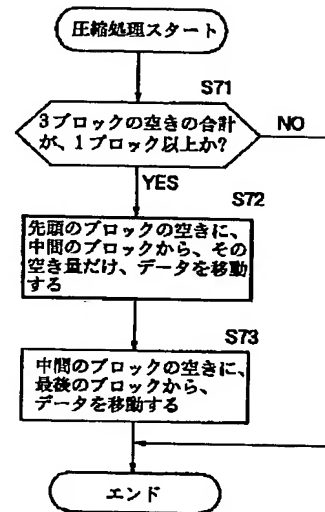 圧縮処理スタート
S71
3ブロックの空きの合計
が、1ブロック以上か?
NO
YES
S72
先頭のブロックの空きに、
中間のブロックから、その
空き量だけ、データを移動
する
S73
中間のブロックの空きに、
最後のブロックから、
データを移動する
エンド